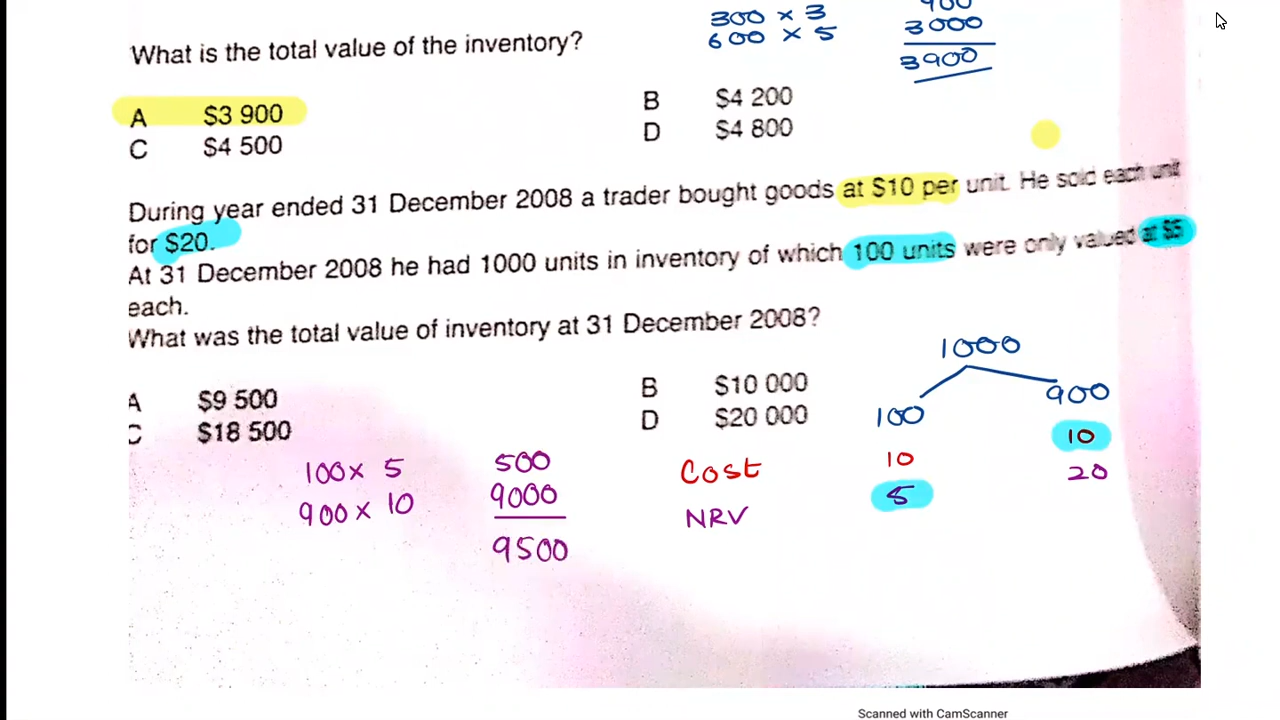 300 × 3
600 × 5
900
3000
3900
What is the total value of the inventory?
A $3 900
B $4 200
C $4 500
D $4 800
During year ended 31 December 2008 a trader bought goods at $10 per unit. He sold each unit
for $20.
At 31 December 2008 he had 1000 units in inventory of which 100 units were only valued at $5
each.
What was the total value of inventory at 31 December 2008?
A $9 500
B $10 000
C $18 500
D $20 000
1000
100 900
Cost 10 10
NRV 5 20
100 × 5
900 × 10
500
9000
9500
Scanned with CamScanner